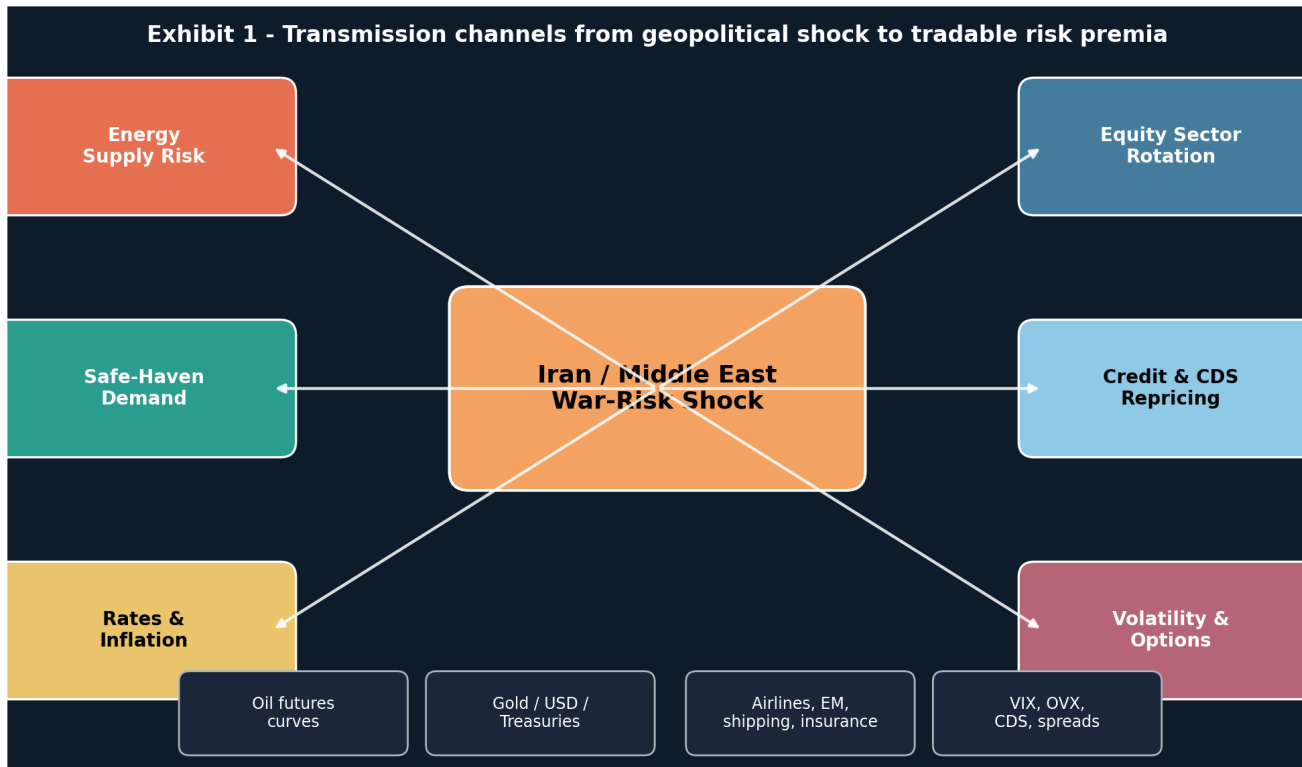 Exhibit 1 - Transmission channels from geopolitical shock to tradable risk premia
Energy
Supply Risk
Equity Sector
Rotation
Iran / Middle East
War-Risk Shock
Safe-Haven
Demand
Credit & CDS
Repricing
Rates &
Inflation
Volatility &
Options
Oil futures
curves
Gold / USD /
Treasuries
Airlines, EM,
shipping, insurance
VIX, OVX,
CDS, spreads